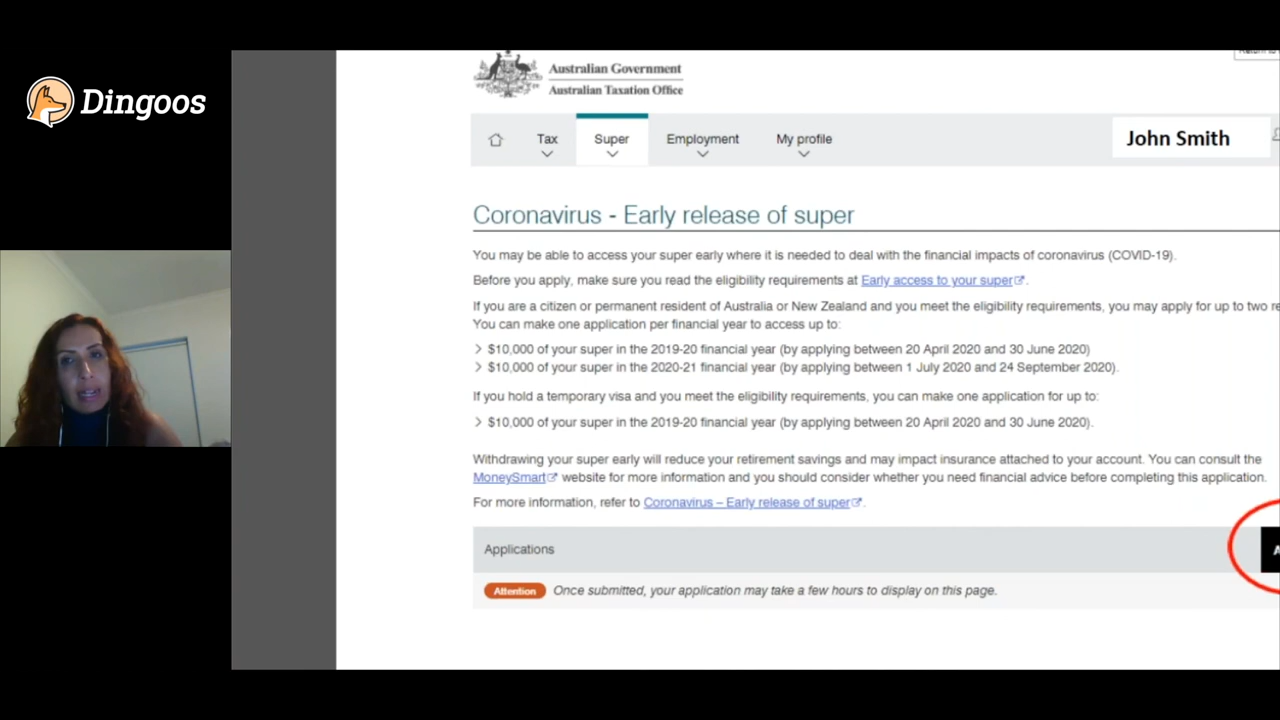 Dingoos
Australian Government
Australian Taxation Office
Tax
Super
Employment
My profile
John Smith
Coronavirus - Early release of super
You may be able to access your super early where it is needed to deal with the financial impacts of coronavirus (COVID-19).
Before you apply, make sure you read the eligibility requirements at Early access to your super.
If you are a citizen or permanent resident of Australia or New Zealand and you meet the eligibility requirements, you may apply for up to two
You can make one application per financial year to access up to:
$10,000 of your super in the 2019-20 financial year (by applying between 20 April 2020 and 30 June 2020)
$10,000 of your super in the 2020-21 financial year (by applying between 1 July 2020 and 24 September 2020).
If you hold a temporary visa and you meet the eligibility requirements, you can make one application for up to:
$10,000 of your super in the 2019-20 financial year (by applying between 20 April 2020 and 30 June 2020).
Withdrawing your super early will reduce your retirement savings and may impact insurance attached to your account. You can consult the
MoneySmart website for more information and you should consider whether you need financial advice before completing this application.
For more information, refer to Coronavirus – Early release of super.
Applications
Attention Once submitted, your application may take a few hours to display on this page.